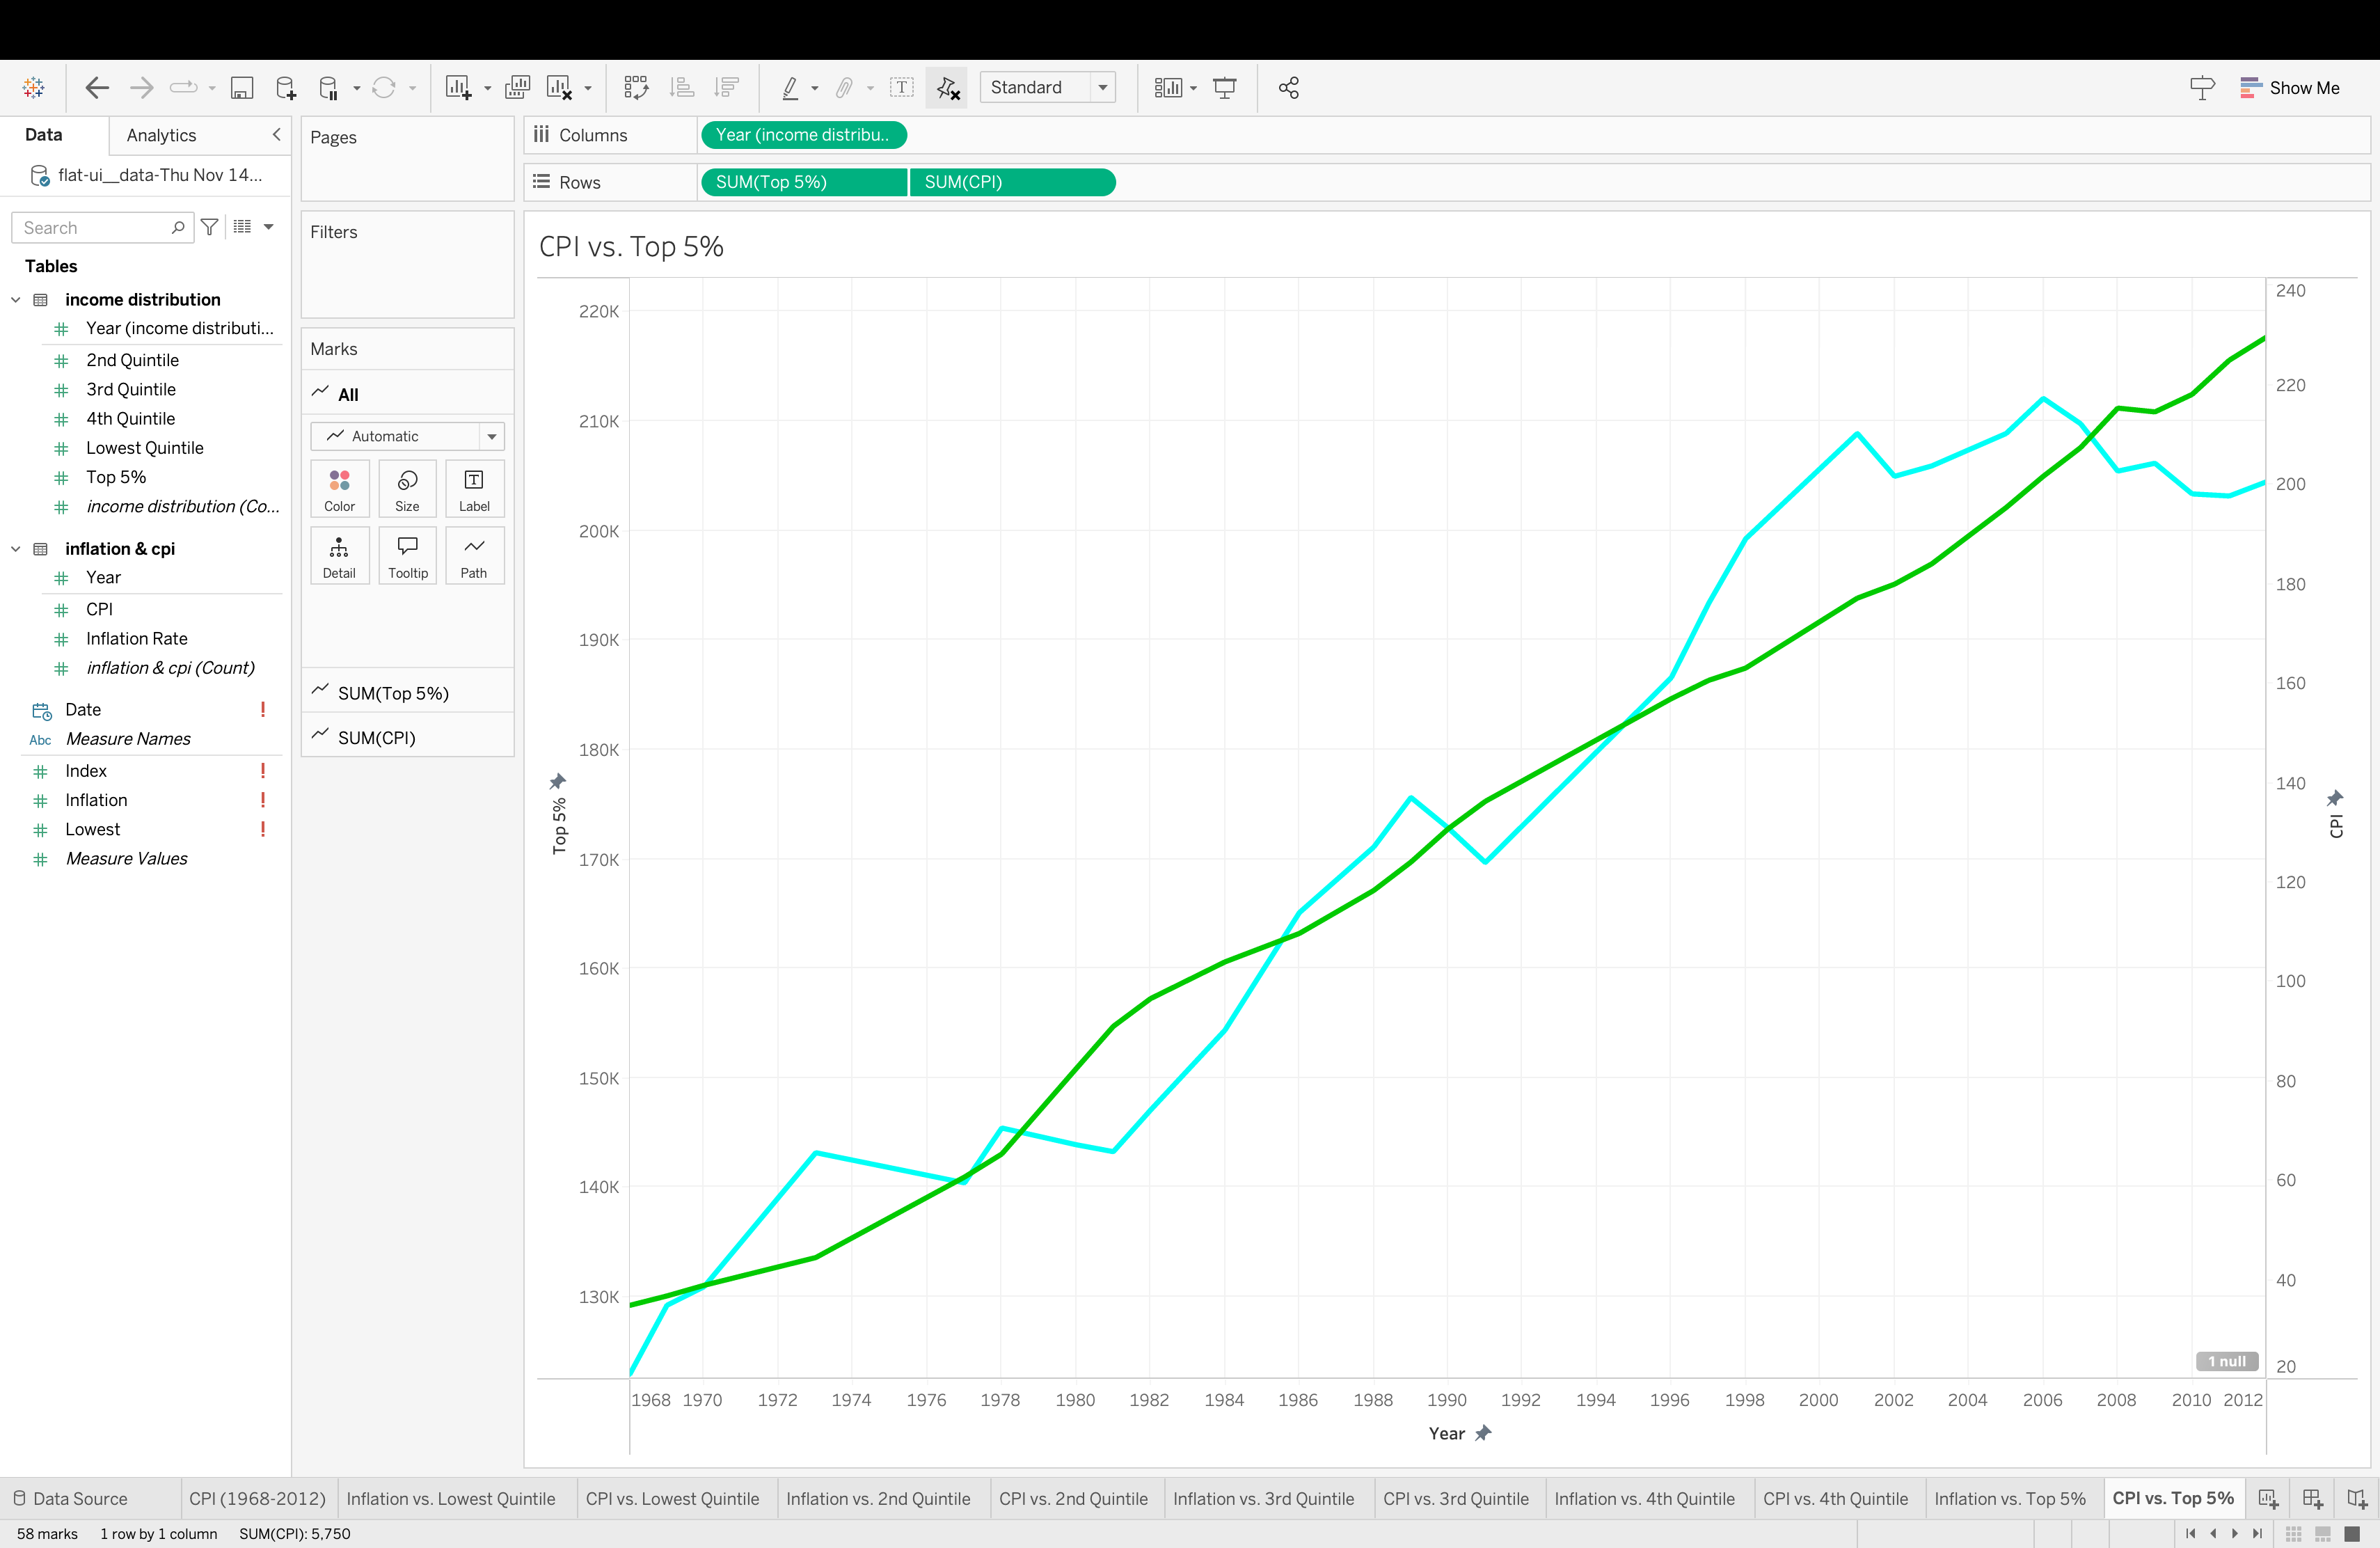 Standard
Show Me
Data
Analytics
flat-ui__data-Thu Nov 14...
Search
Tables
income distribution
Year (income distributi...
2nd Quintile
3rd Quintile
4th Quintile
Lowest Quintile
Top 5%
income distribution (Co...
inflation & cpi
Year
CPI
Inflation Rate
inflation & cpi (Count)
Date !
Abc Measure Names
Index !
Inflation !
Lowest !
Measure Values
Pages
Filters
Marks
All
Automatic
Color Size Label
Detail Tooltip Path
SUM(Top 5%)
SUM(CPI)
Columns Year (income distribu..
Rows SUM(Top 5%) SUM(CPI)
CPI vs. Top 5%
Top 5%
220K
210K
200K
190K
180K
170K
160K
150K
140K
130K
240
220
200
180
160
140
120
100
80
60
40
20
CPI
1 null
1968 1970 1972 1974 1976 1978 1980 1982 1984 1986 1988 1990 1992 1994 1996 1998 2000 2002 2004 2006 2008 2010 2012
Year
Data Source CPI (1968-2012) Inflation vs. Lowest Quintile CPI vs. Lowest Quintile Inflation vs. 2nd Quintile CPI vs. 2nd Quintile Inflation vs. 3rd Quintile CPI vs. 3rd Quintile Inflation vs. 4th Quintile CPI vs. 4th Quintile Inflation vs. Top 5% CPI vs. Top 5%
58 marks 1 row by 1 column SUM(CPI): 5,750